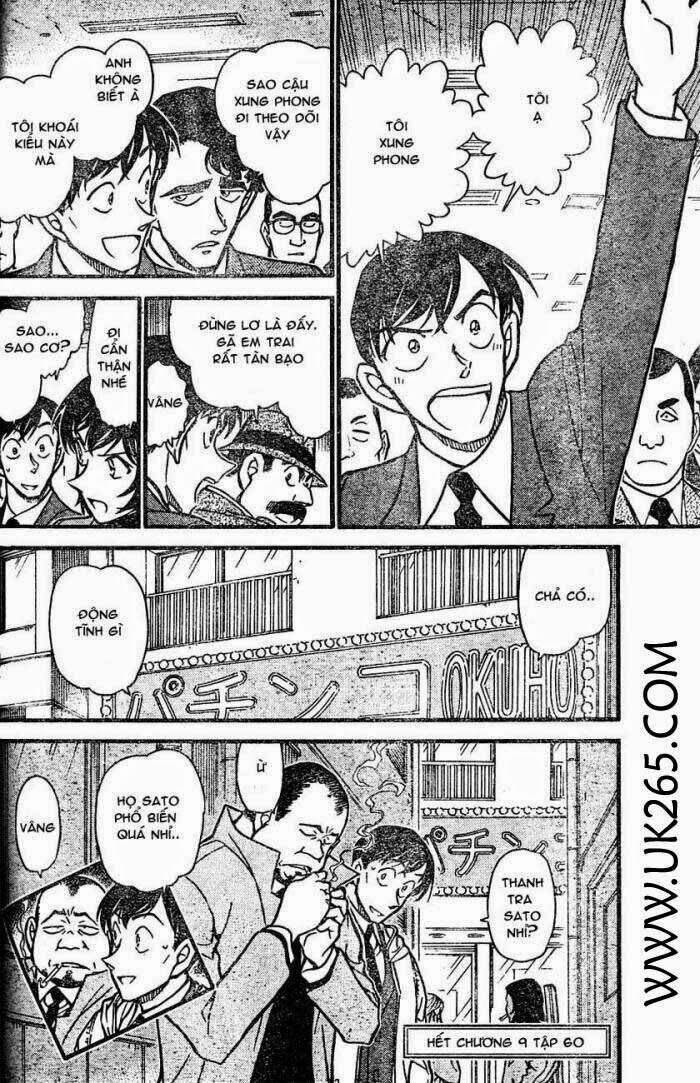 TÔI
Ạ
TÔI
XUNG
PHONG
SAO CẬU
XUNG PHONG
ĐI THEO DÕI
VẬY
ANH
KHÔNG
BIẾT À
TÔI KHOÁI
KIỂU NÀY
MÀ
ĐỪNG LƠ LÀ ĐẤY.
GÃ EM TRAI
RẤT TÀN BẠO
VÂNG
ĐI
CẨN
THẬN
NHÉ
SAO...
SAO CƠ?
CHẢ CÓ..
ĐỘNG
TĨNH GÌ
パチンコ OKUHO
Ừ
HỌ SATO
PHỔ BIẾN
QUÁ NHỈ..
VÂNG
パチン
THANH
TRA
SATO
NHỈ?
HẾT CHƯƠNG 9 TẬP 60
WWW.UK265.COM